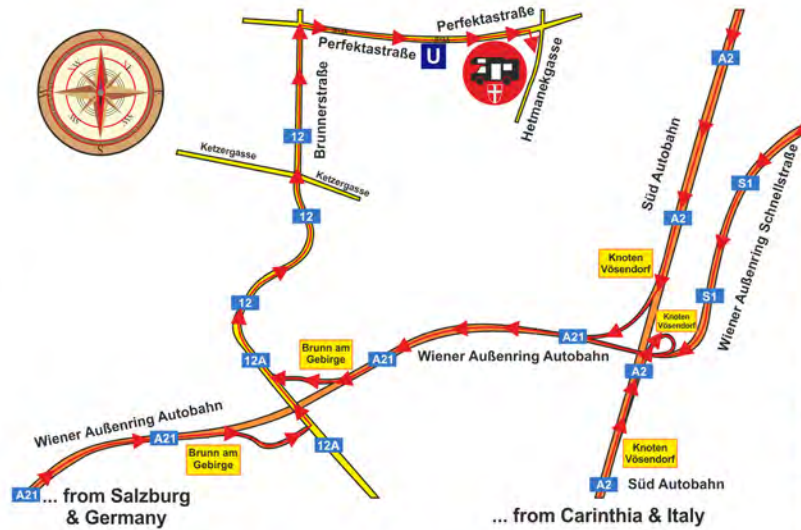 Perfektastraße
Perfektastraße
U
Hetmanekgasse
A2
Brunnerstraße
12
Ketzergasse
Ketzergasse
S1
Süd Autobahn
A2
12
Wiener Außenring Schnellstraße
Knoten
Vösendorf
S1
12
Knoten
Vösendorf
A21
12A
Brunn am
Gebirge
A21
Wiener Außenring Autobahn
A2
Wiener Außenring Autobahn
A21
12A
Brunn am
Gebirge
Knoten
Vösendorf
A21
... from Salzburg
& Germany
A2
Süd Autobahn
... from Carinthia & Italy